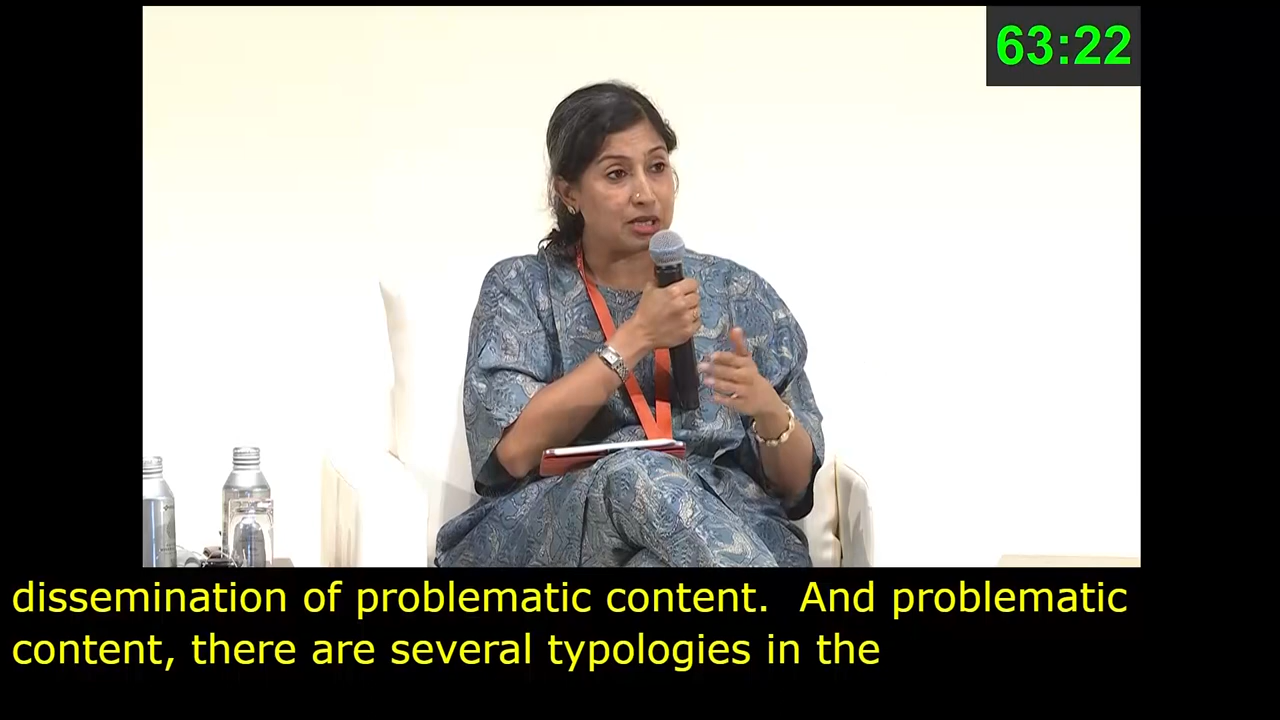 63:22
dissemination of problematic content.  And problematic
content, there are several typologies in the